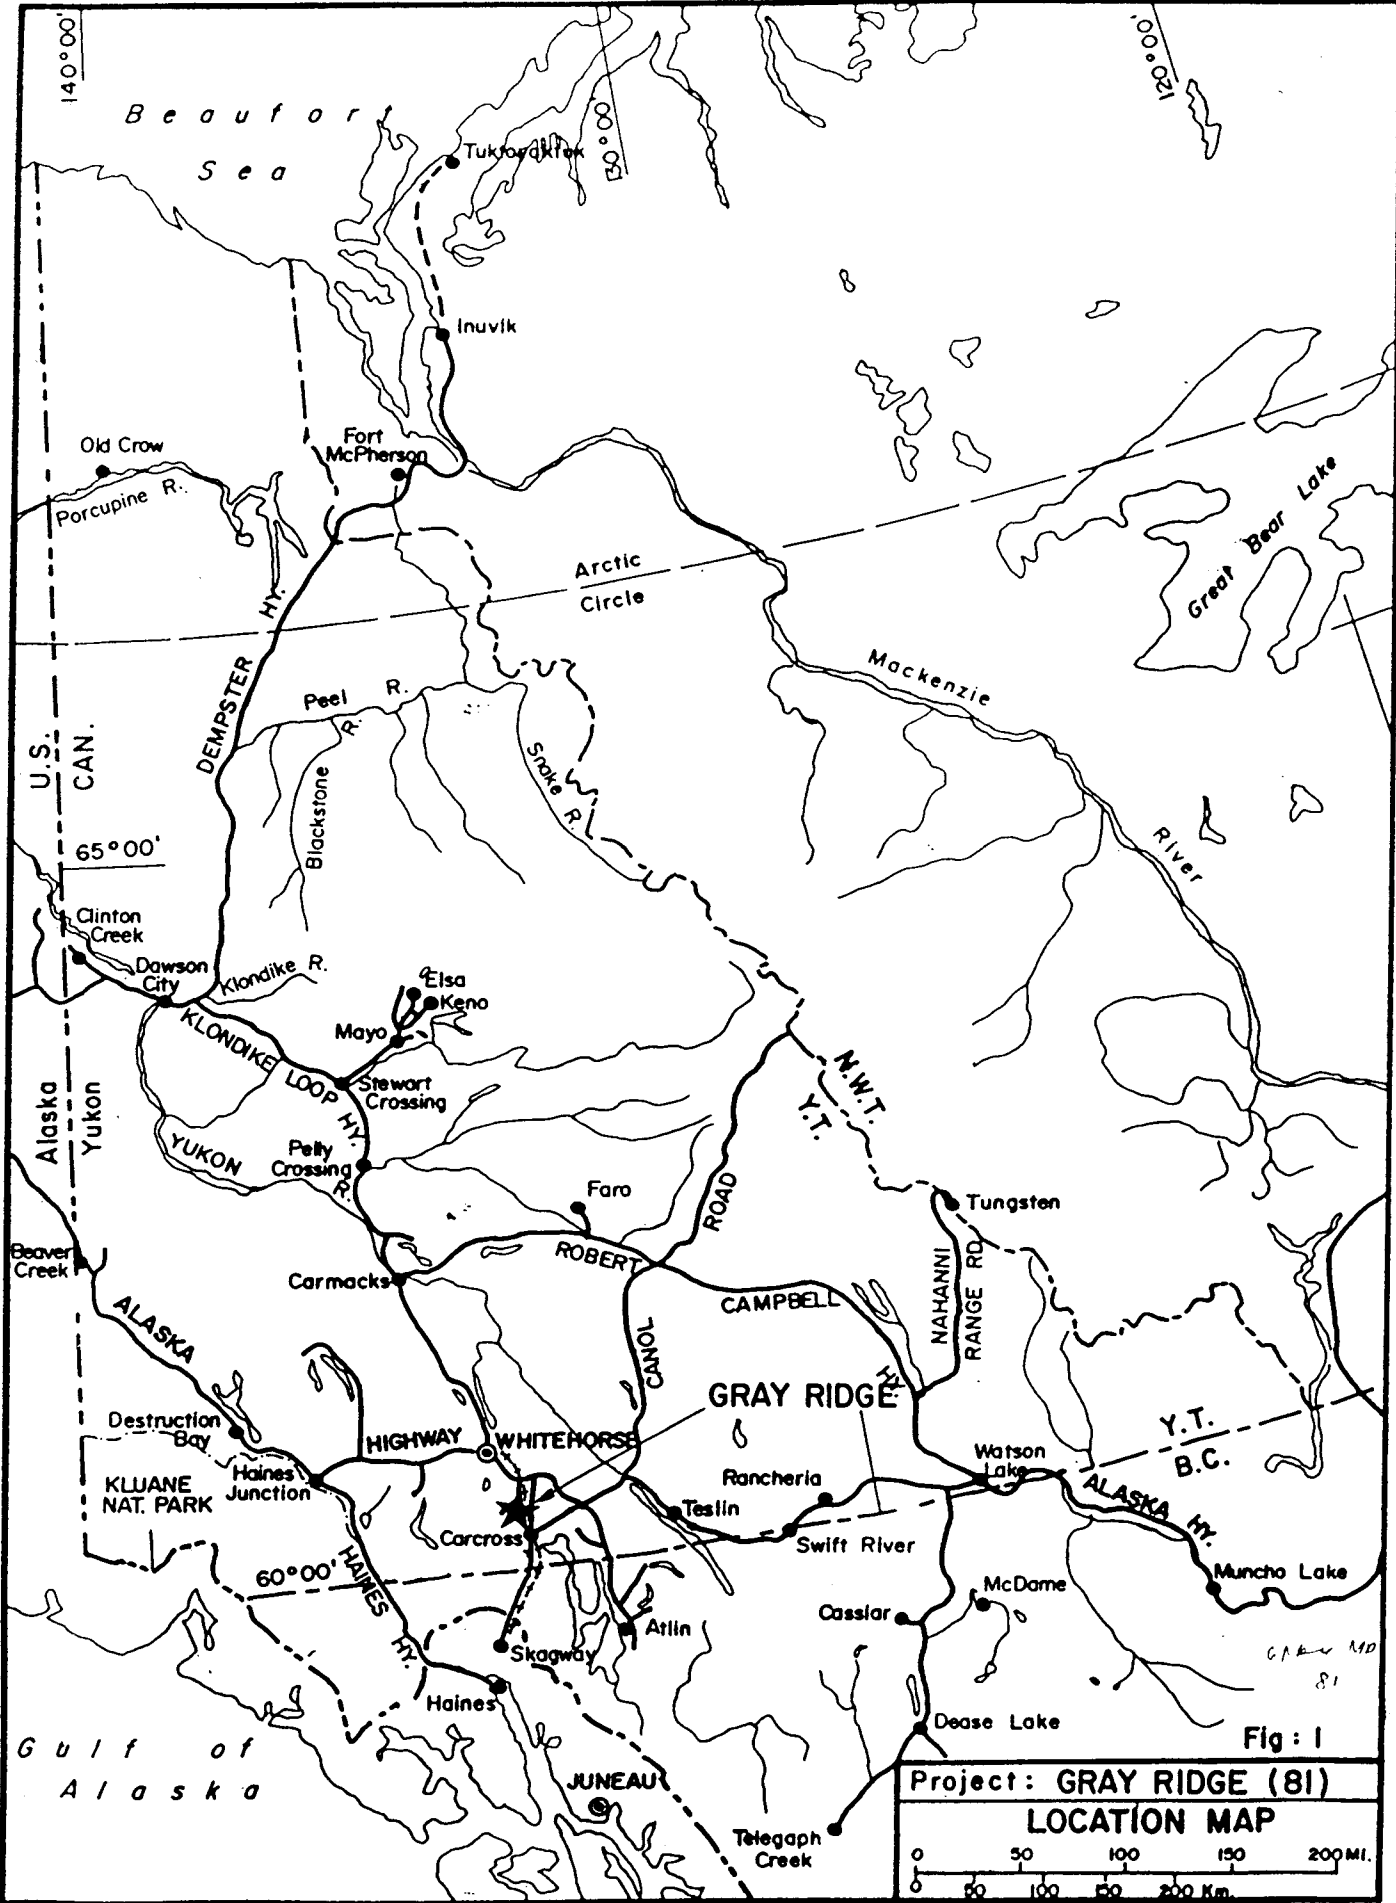 140°00'
130°00'
120°00'
Beaufort
Sea
Tuktoyaktuk
Inuvik
Old Crow
Fort
McPherson
Porcupine R.
Great Bear Lake
Arctic
Circle
DEMPSTER HY.
Mackenzie
River
Peel R.
Blackstone R.
Snake R.
U.S.
CAN.
65°00'
Clinton
Creek
Dawson
City
Klondike R.
Elsa
Keno
Mayo
KLONDIKE LOOP HY.
Stewart
Crossing
Alaska
Yukon
N.W.T.
Y.T.
YUKON R.
Pelly
Crossing
Faro
ROAD
Tungsten
Beaver
Creek
ROBERT
CAMPBELL
HY.
NAHANNI
RANGE RD.
Carmacks
ALASKA
CANOL
GRAY RIDGE
Destruction
Bay
HIGHWAY
WHITEHORSE
Y.T.
B.C.
Watson
Lake
KLUANE
NAT. PARK
Haines
Junction
Rancheria
Teslin
ALASKA HY.
Carcross
Swift River
60°00'
HAINES
HY.
Muncho Lake
McDame
Cassiar
Atlin
Skagway
Haines
81
Dease Lake
Fig : 1
Gulf of
Alaska
JUNEAU
Telegaph
Creek
Project: GRAY RIDGE (81)
LOCATION MAP
0 50 100 150 200 MI.
0 50 100 150 200 Km.